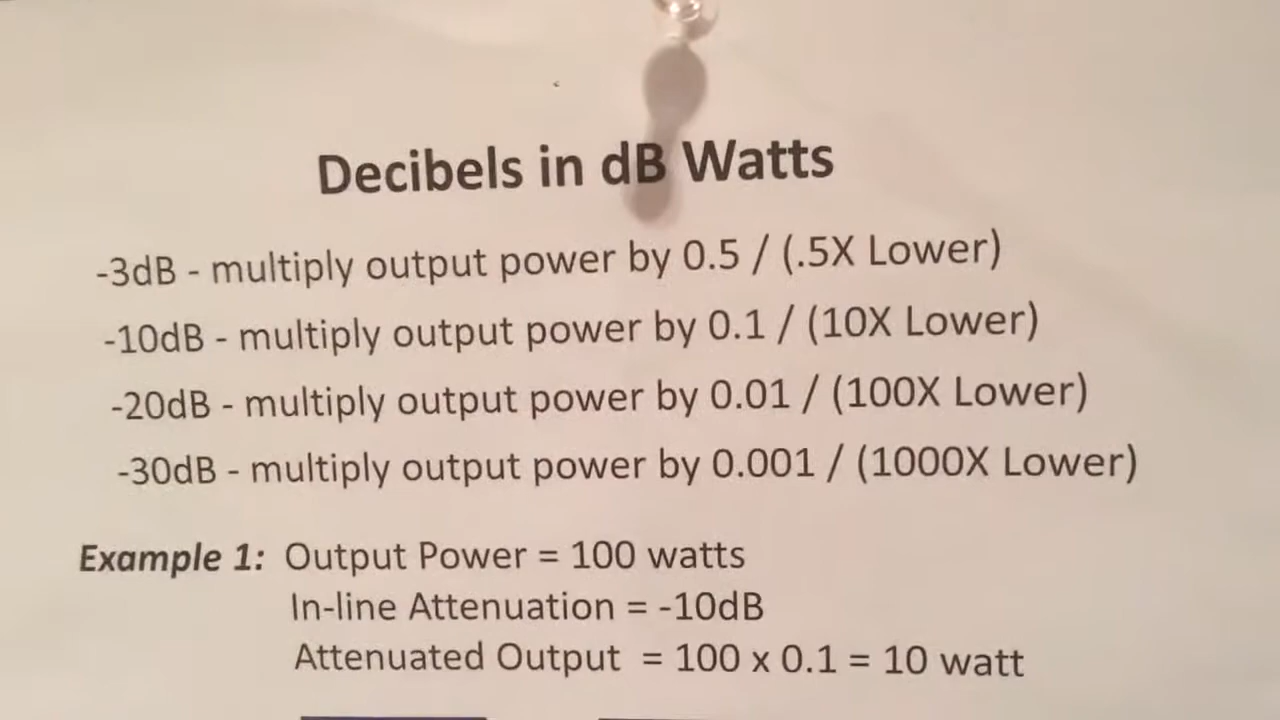 Decibels in dB Watts
-3dB - multiply output power by 0.5 / (.5X Lower)
-10dB - multiply output power by 0.1 / (10X Lower)
-20dB - multiply output power by 0.01 / (100X Lower)
-30dB - multiply output power by 0.001 / (1000X Lower)
Example 1: Output Power = 100 watts
In-line Attenuation = -10dB
Attenuated Output = 100 x 0.1 = 10 watt